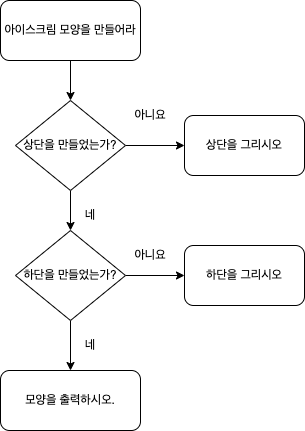 아이스크림 모양을 만들어라
아니요
상단을 만들었는가?
상단을 그리시오
네
아니요
하단을 만들었는가?
하단을 그리시오
네
모양을 출력하시오.